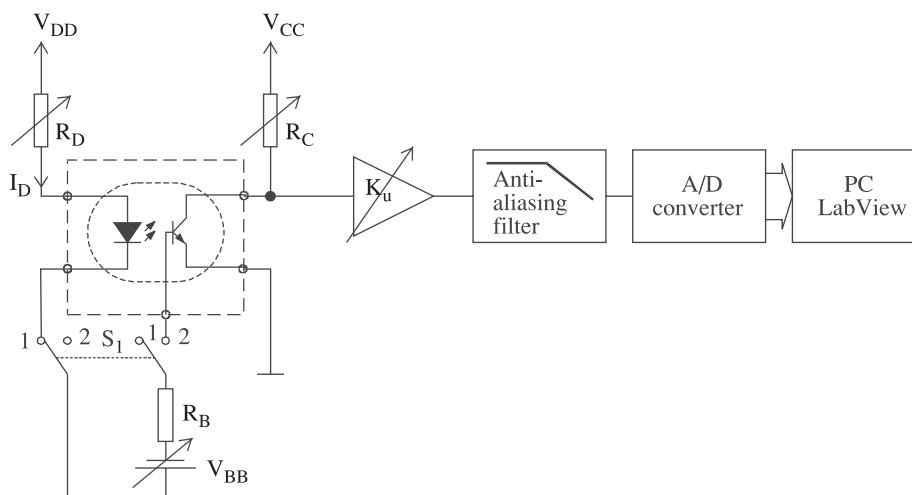 V_DD
V_CC
R_D
R_C
I_D
K_u
Anti-
aliasing
filter
A/D
converter
PC
LabView
1 2 S_1 1 2
R_B
V_BB